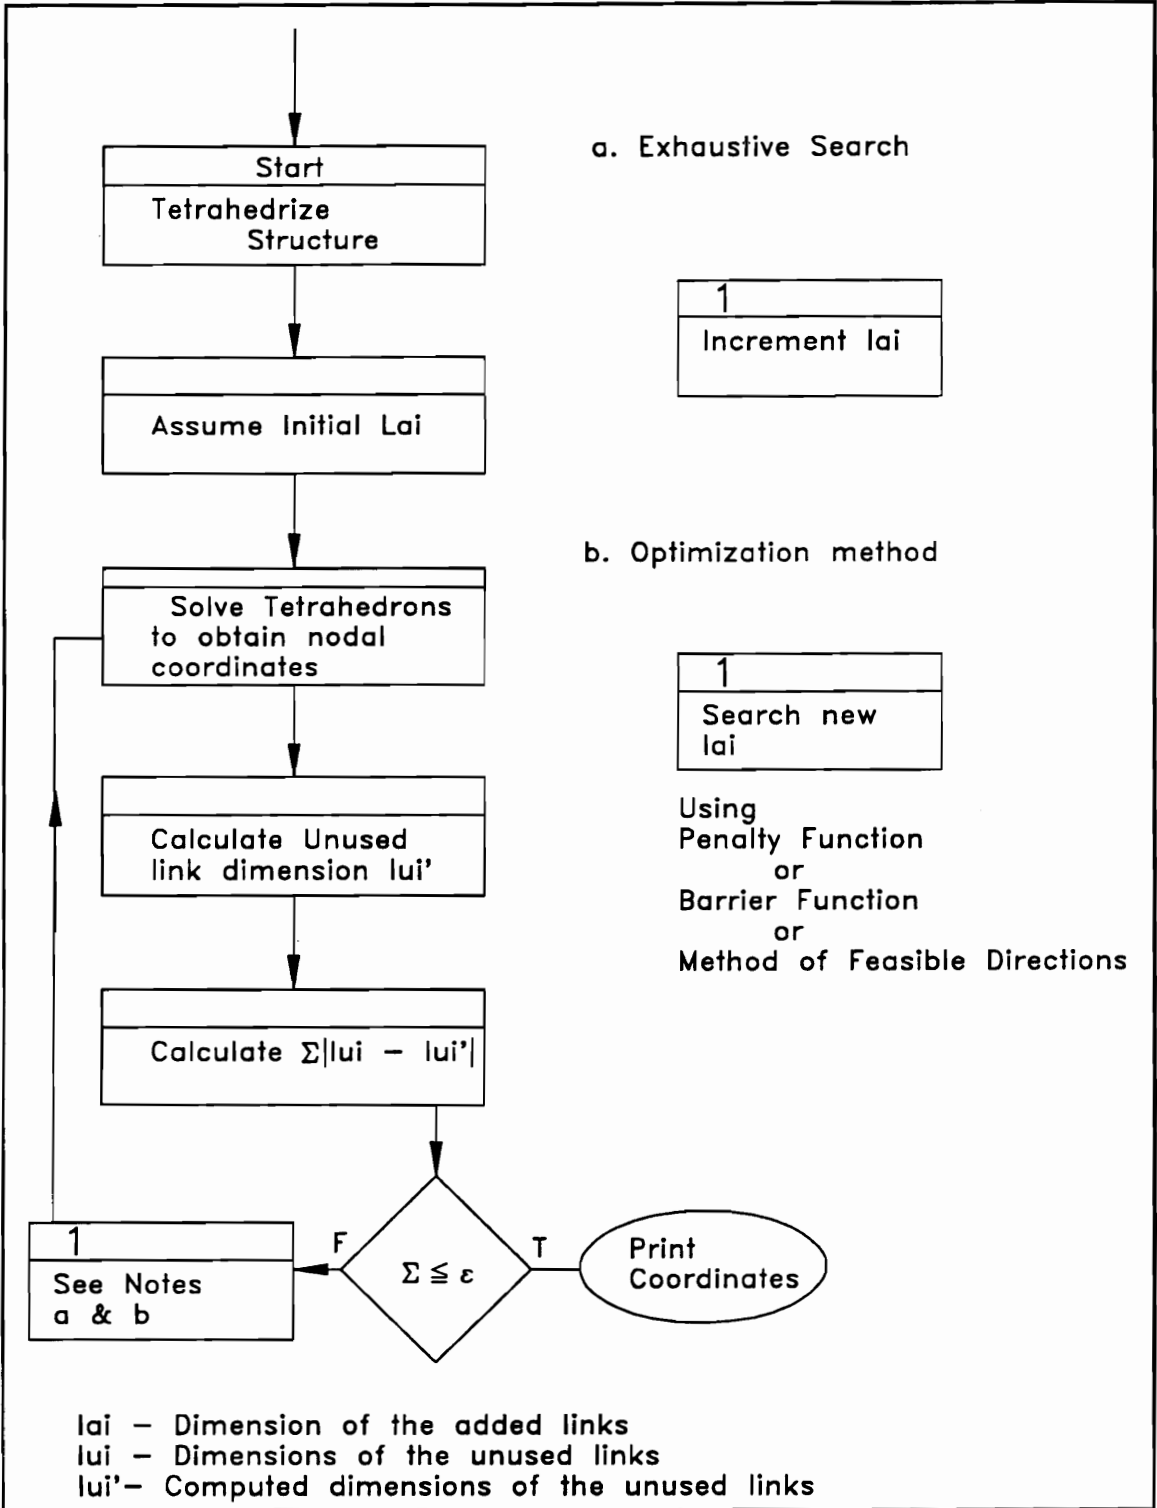 Start
Tetrahedrize
Structure
Assume Initial Lai
Solve Tetrahedrons
to obtain nodal
coordinates
Calculate Unused
link dimension lui'
Calculate Σ|lui - lui'|
Σ ≦ ε
F
T
Print
Coordinates
1
See Notes
a & b
a. Exhaustive Search
1
Increment lai
b. Optimization method
1
Search new
lai
Using
Penalty Function
or
Barrier Function
or
Method of Feasible Directions
lai - Dimension of the added links
lui - Dimensions of the unused links
lui'- Computed dimensions of the unused links